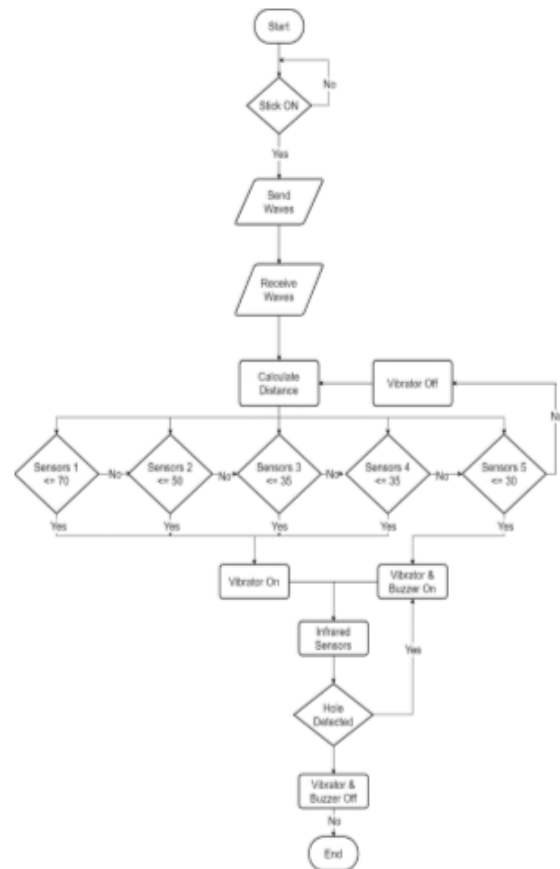 Start
No
Stick ON
Yes
Send
Waves
Receive
Waves
Calculate
Distance
Vibrator Off
No
Sensors 1
<= 70
No
Sensors 2
<= 50
No
Sensors 3
<= 35
No
Sensors 4
<= 35
No
Sensors 5
<= 30
Yes
Yes
Yes
Yes
Yes
Vibrator On
Vibrator &
Buzzer On
Infrared
Sensors
Yes
Hole
Detected
Vibrator &
Buzzer Off
No
End